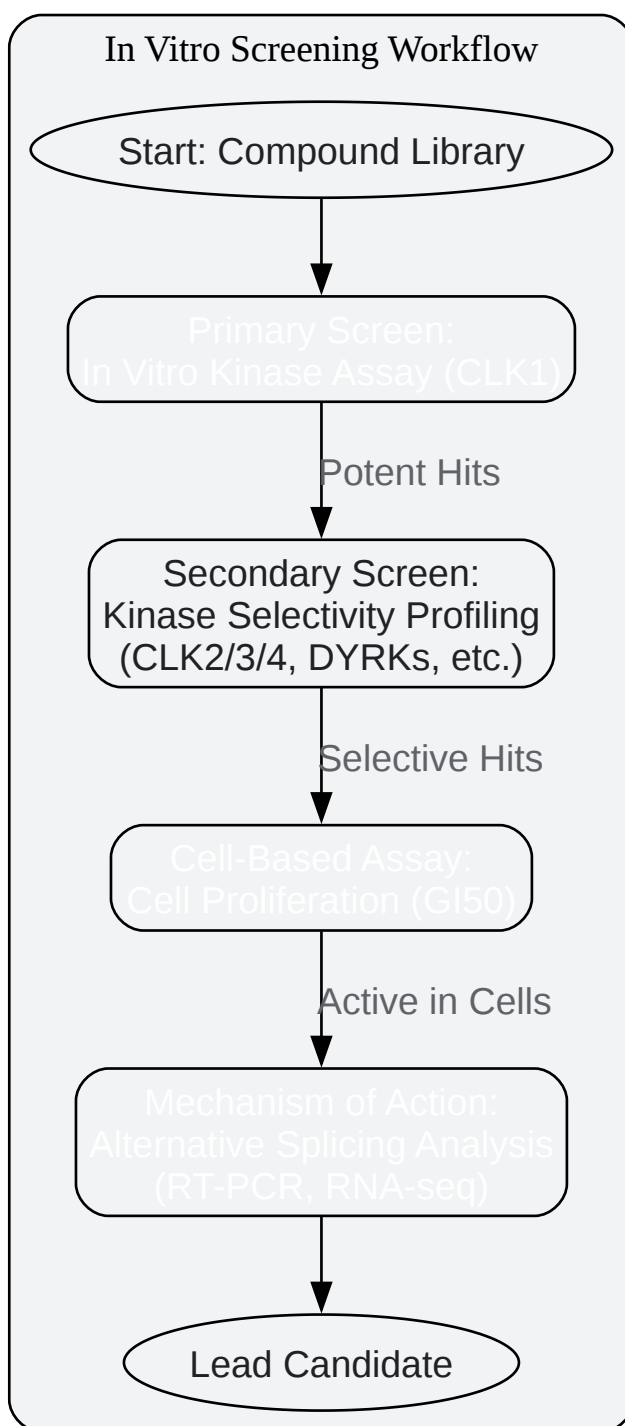 In Vitro Screening Workflow
Start: Compound Library
Primary Screen:
In Vitro Kinase Assay (CLK1)
Potent Hits
Secondary Screen:
Kinase Selectivity Profiling
(CLK2/3/4, DYRKs, etc.)
Selective Hits
Cell-Based Assay:
Cell Proliferation (GI50)
Active in Cells
Mechanism of Action:
Alternative Splicing Analysis
(RT-PCR, RNA-seq)
Lead Candidate